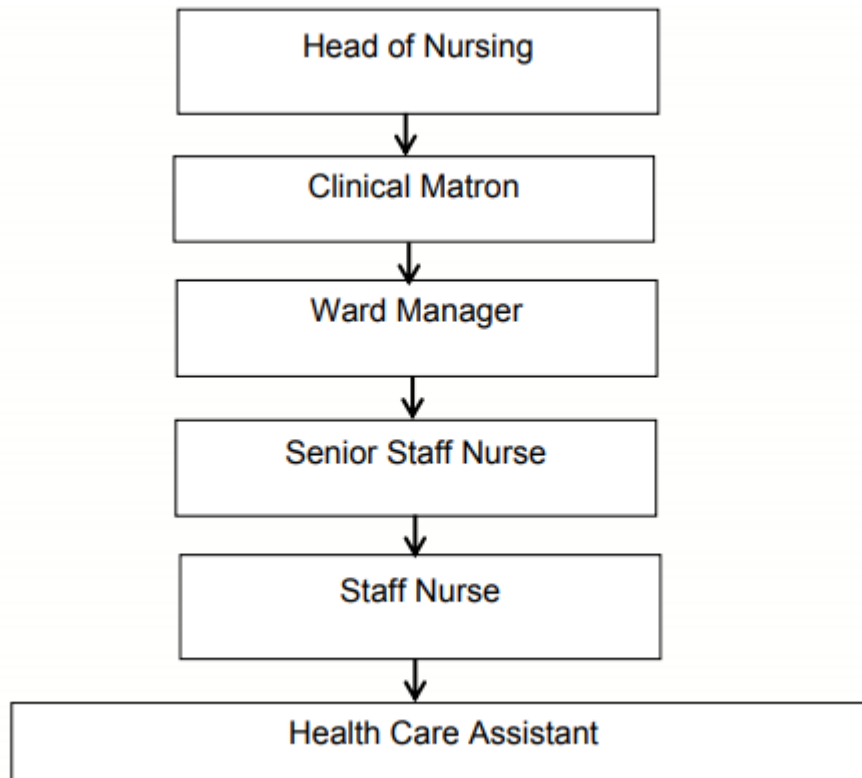 Head of Nursing
Clinical Matron
Ward Manager
Senior Staff Nurse
Staff Nurse
Health Care Assistant